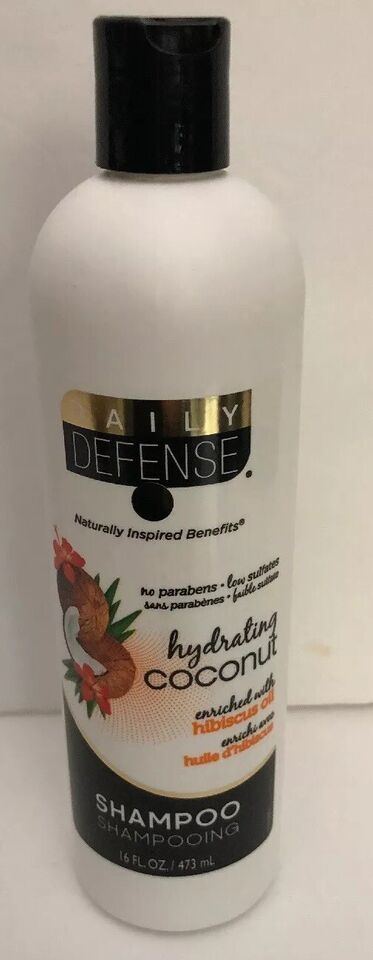 DAILY
DEFENSE.
Naturally Inspired Benefits®
no parabens • low sulfates
sans parabènes • faible sulfate
hydrating
coconut
enriched with
hibiscus oil
enrichi avec
huile d'hibiscus
SHAMPOO
SHAMPOOING
16 FL. OZ. / 473 mL